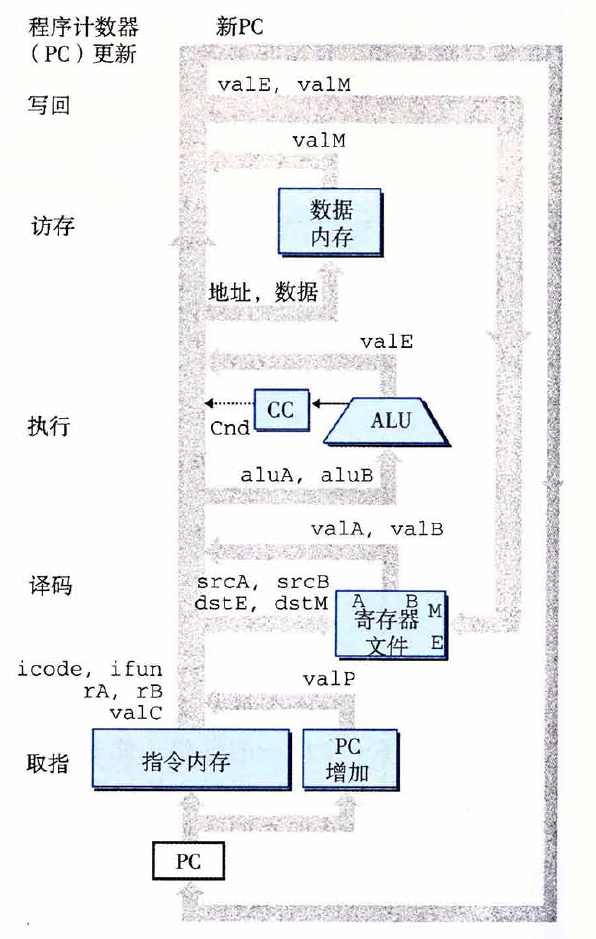 程序计数器
（PC）更新
新PC
valE, valM
写回
valM
数据
内存
访存
地址，数据
valE
CC
ALU
Cnd
执行
aluA, aluB
valA, valB
译码
srcA, srcB
dstE, dstM
A B M
寄存器
文件 E
icode, ifun
rA, rB
valC
valP
取指
指令内存
PC
增加
PC